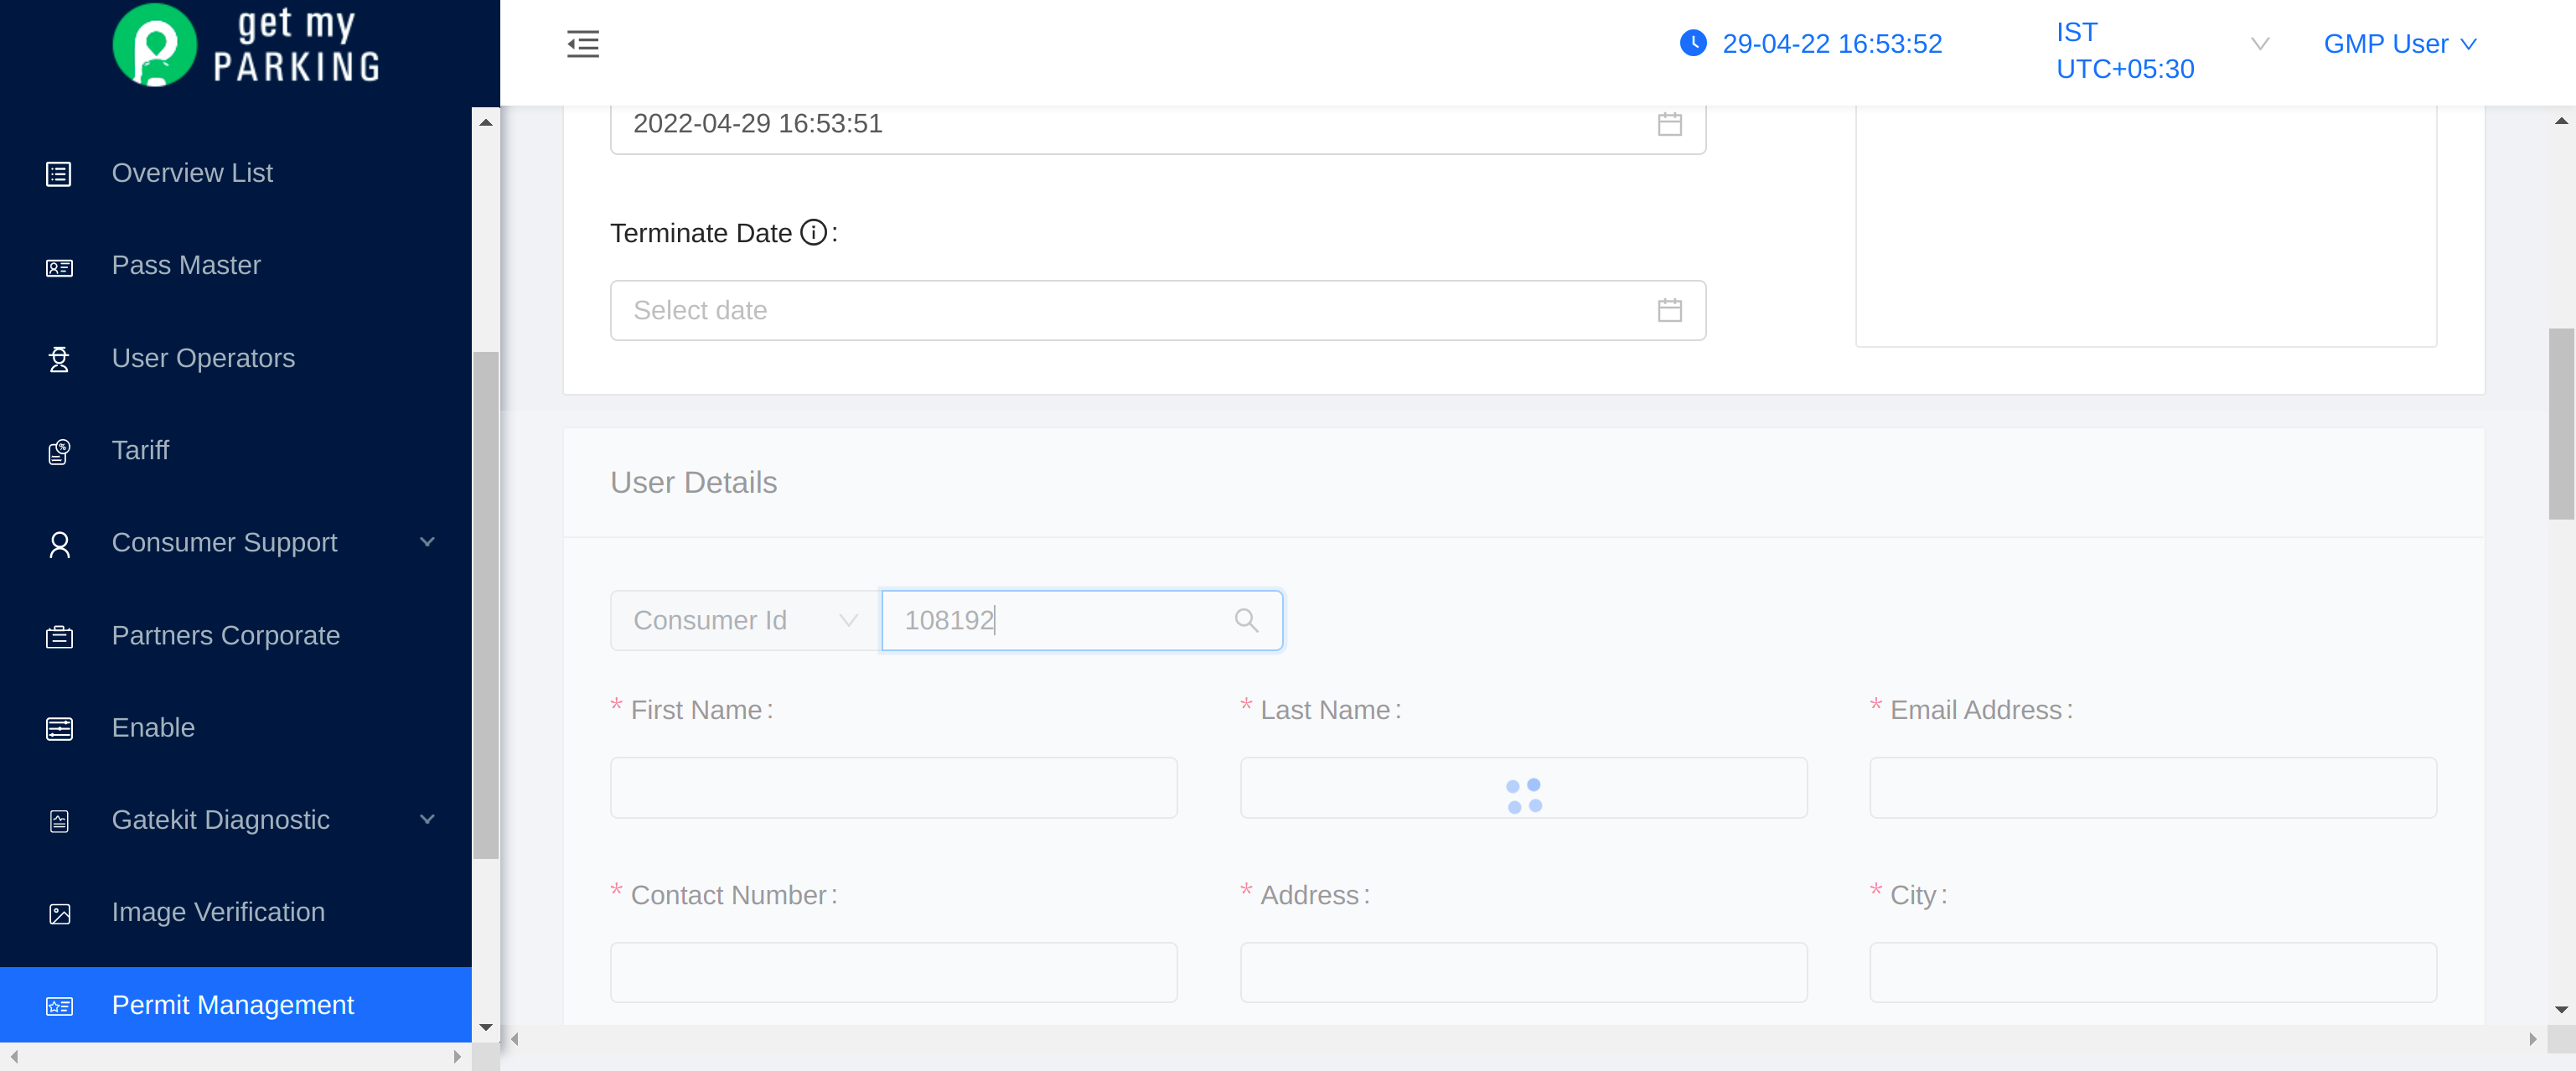 get my
PARKING
29-04-22 16:53:52
IST
UTC+05:30
GMP User
Overview List
Pass Master
User Operators
Tariff
Consumer Support
Partners Corporate
Enable
Gatekit Diagnostic
Image Verification
Permit Management
2022-04-29 16:53:51
Terminate Date :
Select date
User Details
Consumer Id 108192
* First Name : * Last Name : * Email Address :
* Contact Number : * Address : * City :